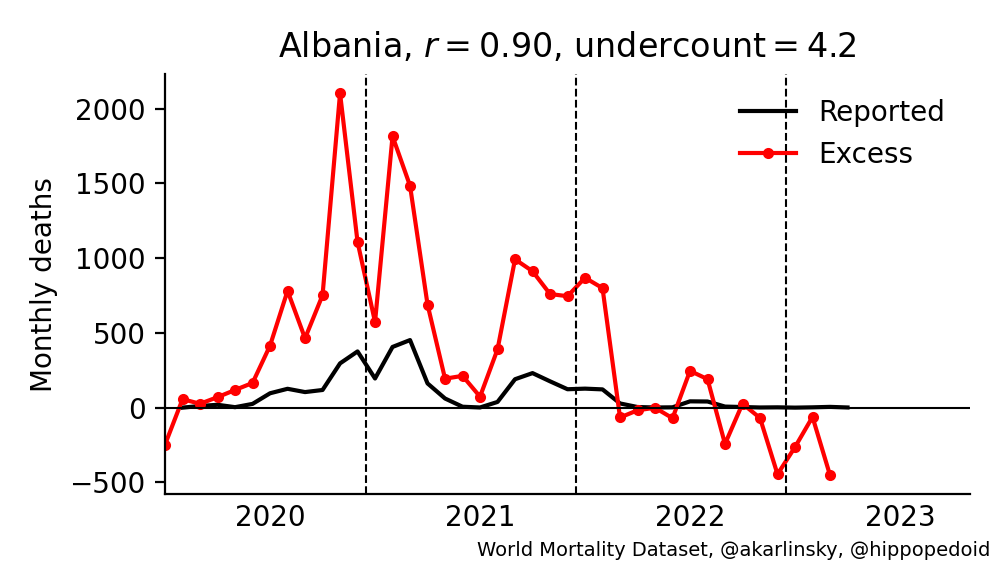 Albania, r = 0.90, undercount = 4.2
Monthly deaths
2000
1500
1000
500
0
−500
Reported
Excess
2020 2021 2022 2023
World Mortality Dataset, @akarlinsky, @hippopedoid